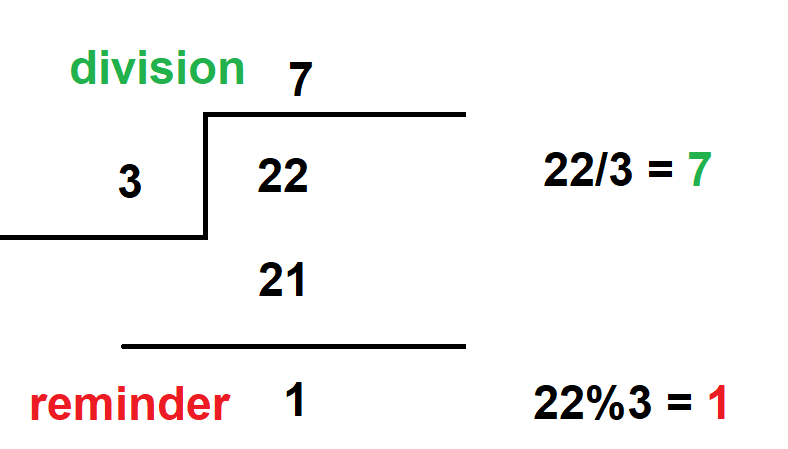 division 7
3 22 22/3 = 7
21
reminder 1 22%3 = 1